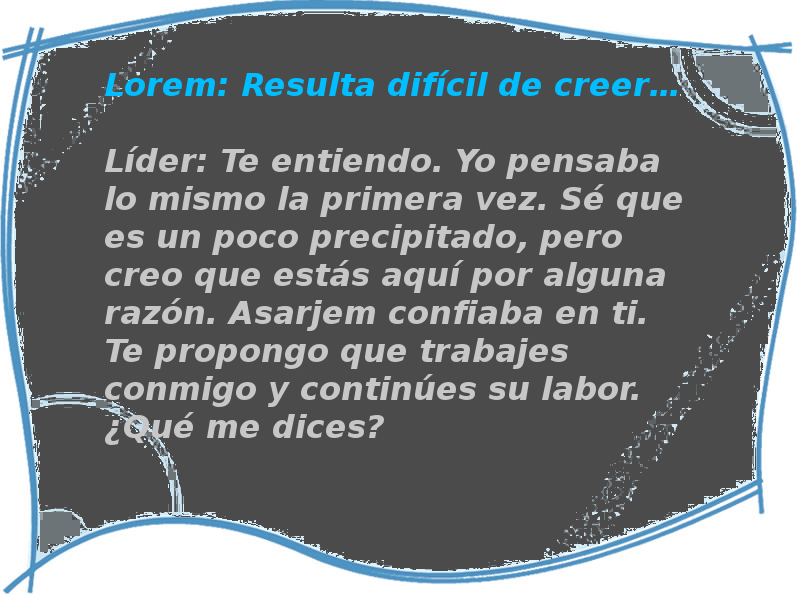 Lorem: Resulta difícil de creer…
Líder: Te entiendo. Yo pensaba
lo mismo la primera vez. Sé que
es un poco precipitado, pero
creo que estás aquí por alguna
razón. Asarjem confiaba en ti.
Te propongo que trabajes
conmigo y continúes su labor.
¿Qué me dices?